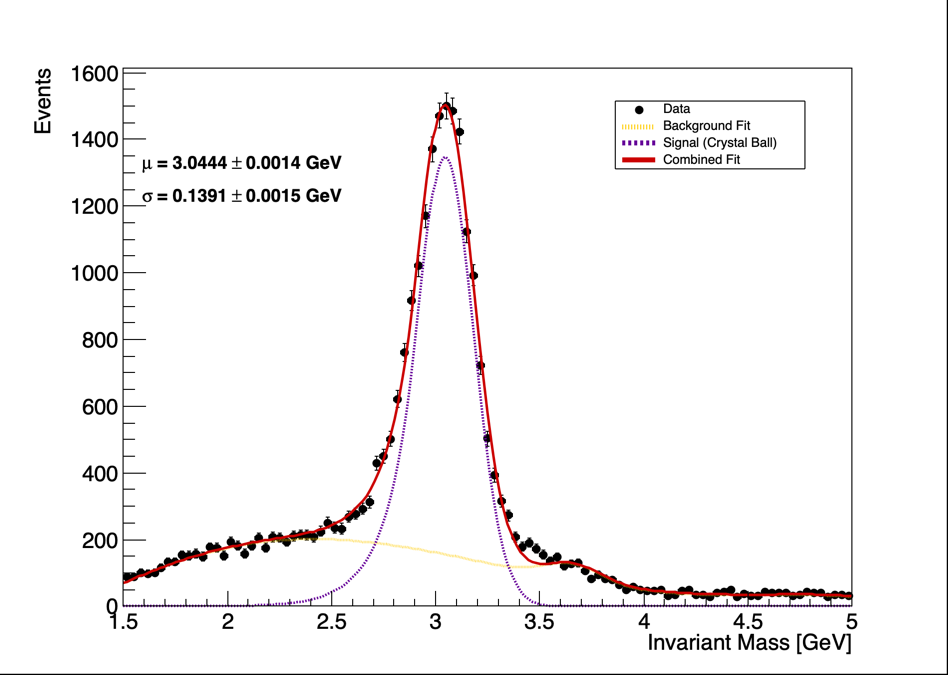 Events
1600
1400
1200
1000
800
600
400
200
0
μ = 3.0444 ± 0.0014 GeV
σ = 0.1391 ± 0.0015 GeV
Data
Background Fit
Signal (Crystal Ball)
Combined Fit
1.5 2 2.5 3 3.5 4 4.5 5
Invariant Mass [GeV]